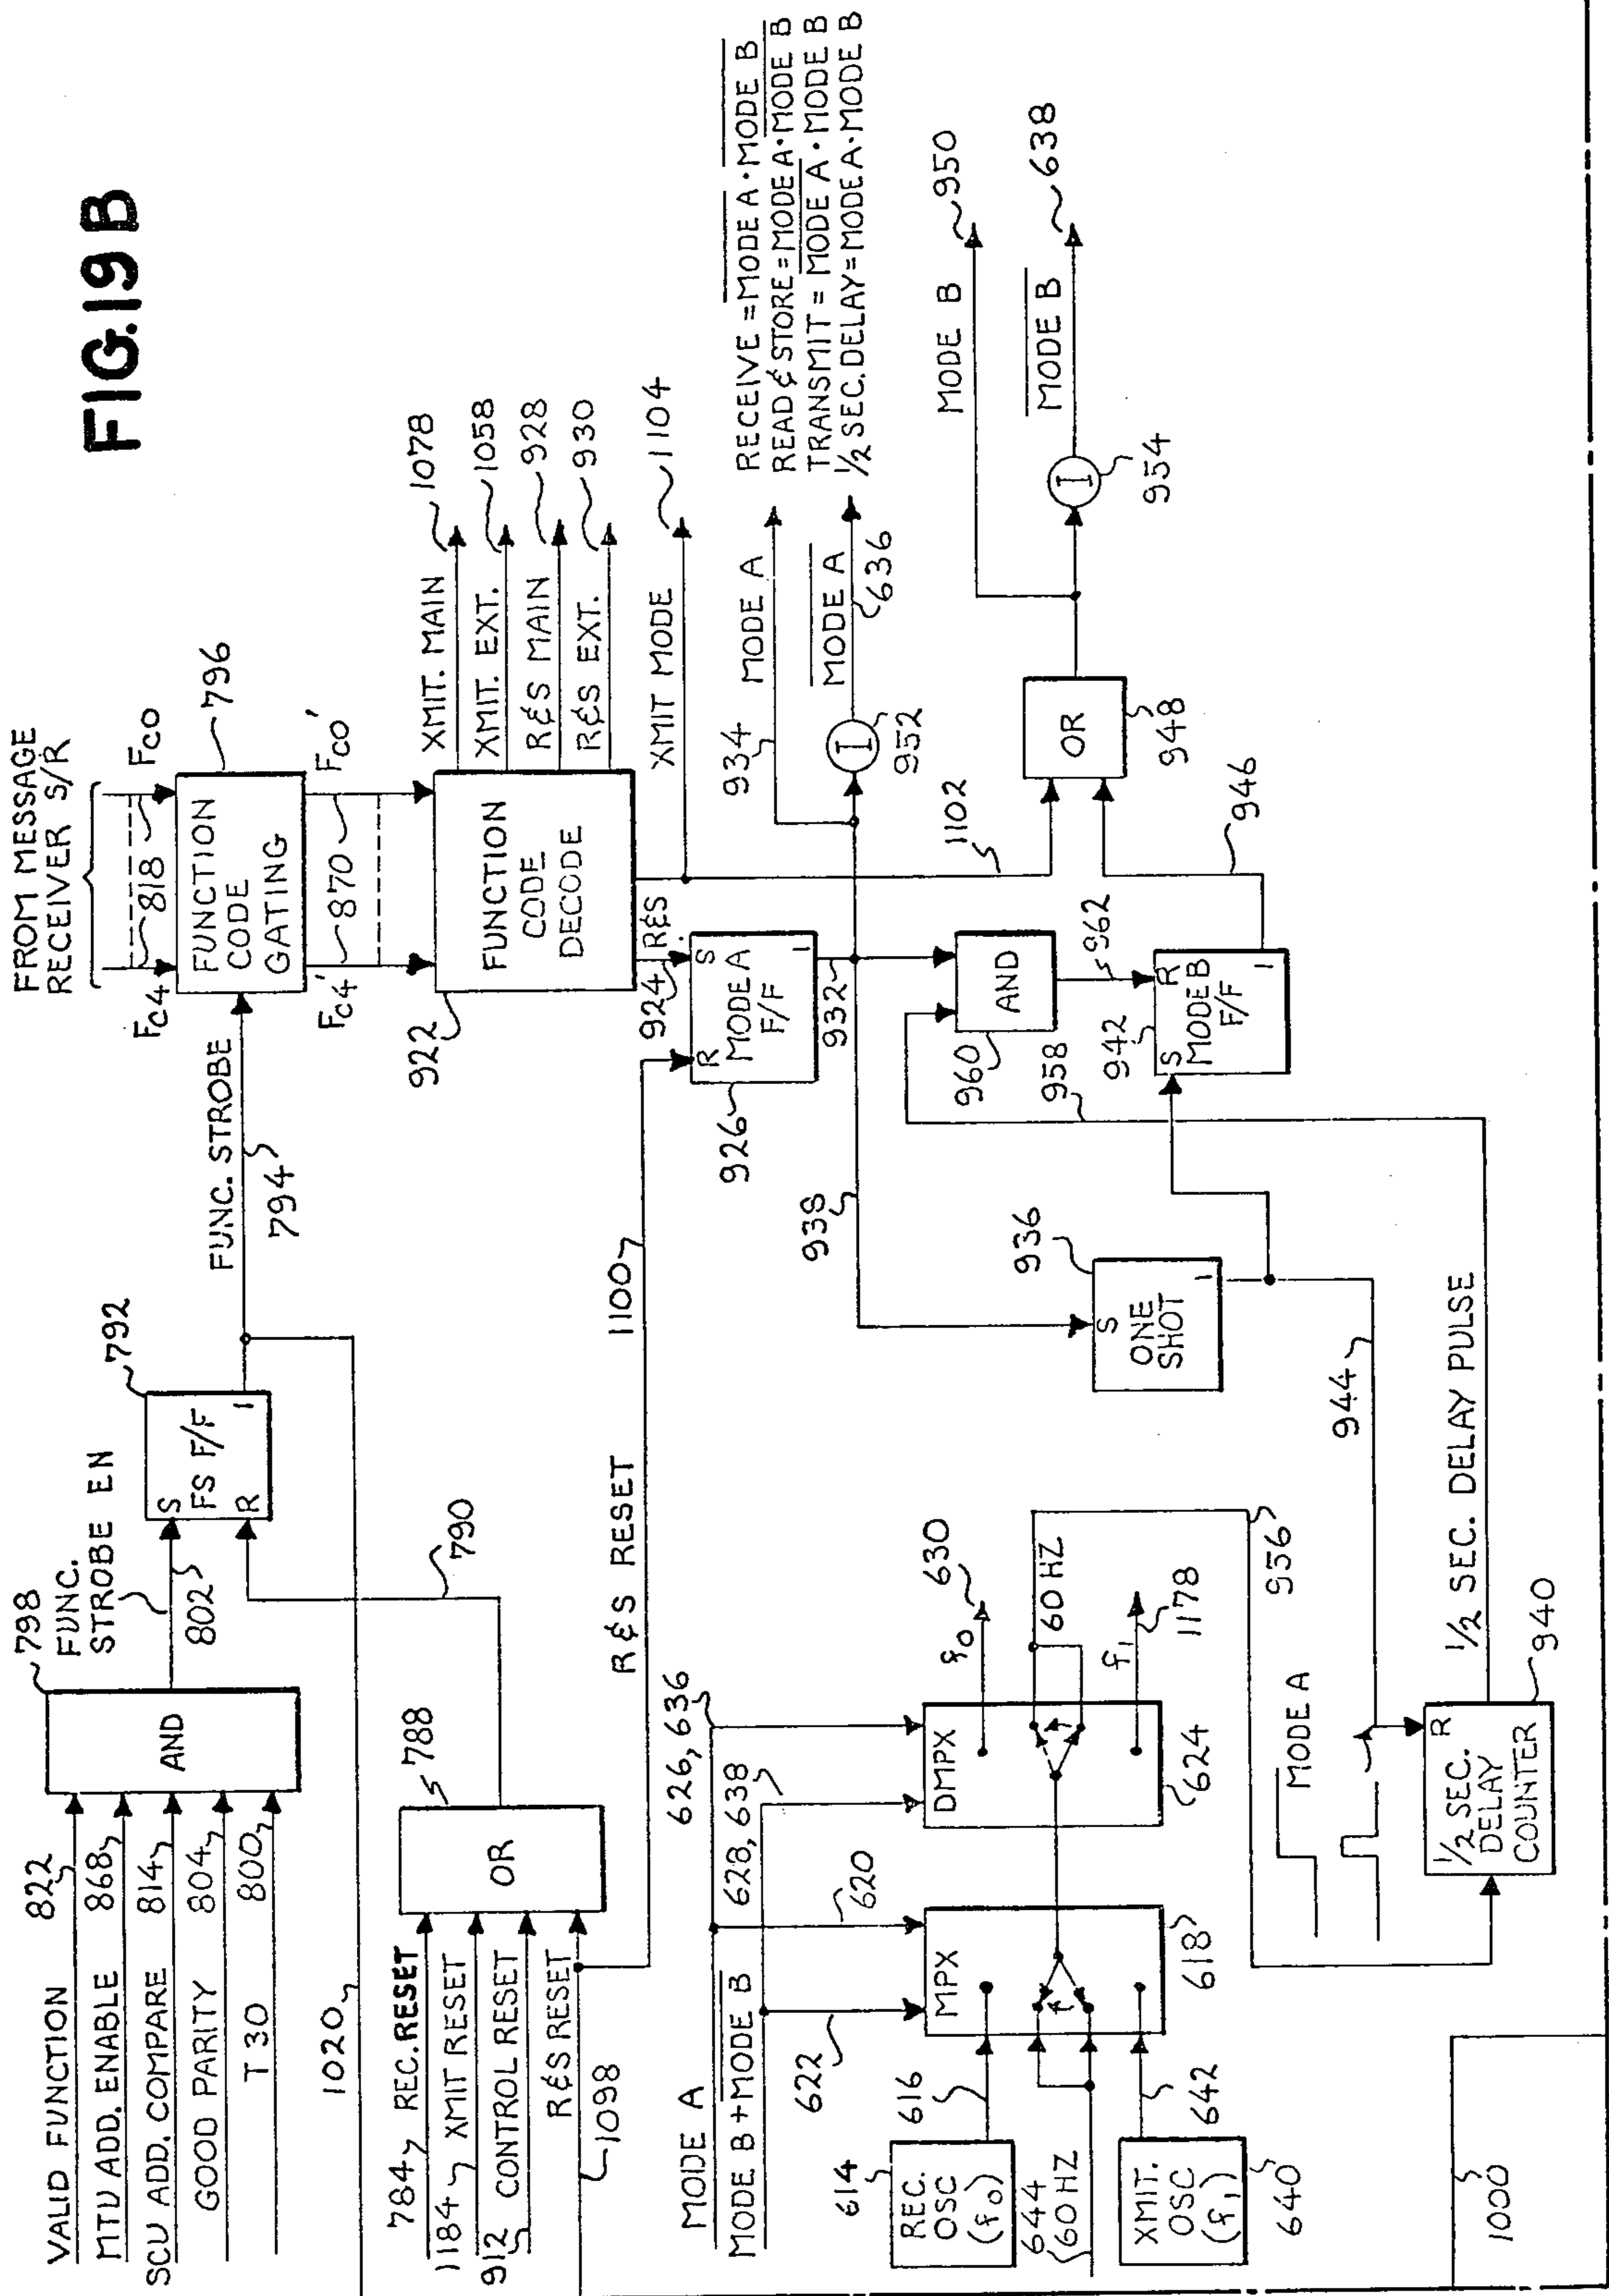 FIG.19B
FROM MESSAGE
RECEIVER S/R
FC4
818
FC0
796
FUNCTION
CODE
GATING
FC4'
870
FC0'
FUNC. STROBE
794
792
S
FS F/F
R
1
FUNC.
STROBE EN
802
798
AND
VALID FUNCTION 822
MTU ADD. ENABLE 868
SCU ADD. COMPARE 814
GOOD PARITY 804
T30 800
1020
790
788
OR
784 REC. RESET
1184 XMIT RESET
912 CONTROL RESET
R&S RESET
1098
R&S RESET
1100
922
FUNCTION
CODE
DECODE
XMIT. MAIN
1078
XMIT. EXT.
1058
R&S MAIN
928
R&S EXT.
930
XMIT MODE
1104
924
R&S
R
S
MODE A
F/F
1
926
932
934
MODE A
MODE A
636
I
952
RECEIVE = MODE A · MODE B
READ & STORE = MODE A · MODE B
TRANSMIT = MODE A · MODE B
1/2 SEC. DELAY = MODE A · MODE B
938
936
S
ONE
SHOT
1
944
AND
960
958
962
942
S
R
MODE B
F/F
1
946
1102
OR
948
MODE B
950
MODE B
638
I
954
MODE A
MODE B + MODE B
626, 636
628, 638
620
622
MPX
618
DMPX
624
614
REC.
OSC
(f0)
616
644
60 HZ
XMIT.
OSC
(f1)
640
642
f0
630
60 HZ
f1
1178
956
MODE A
R
1/2 SEC.
DELAY
COUNTER
940
1/2 SEC. DELAY PULSE
1000